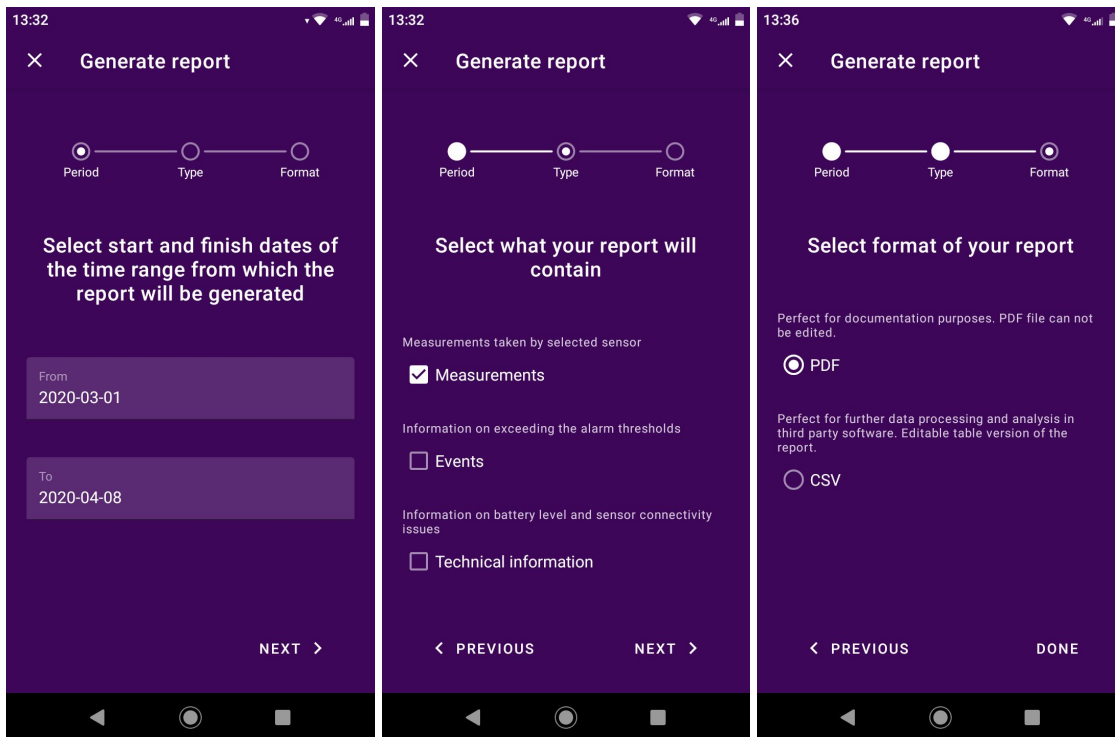 13:32
4G
Generate report
Period
Type
Format
Select start and finish dates of
the time range from which the
report will be generated
From
2020-03-01
To
2020-04-08
NEXT
13:32
4G
Generate report
Period
Type
Format
Select what your report will
contain
Measurements taken by selected sensor
Measurements
Information on exceeding the alarm thresholds
Events
Information on battery level and sensor connectivity
issues
Technical information
PREVIOUS
NEXT
13:36
4G
Generate report
Period
Type
Format
Select format of your report
Perfect for documentation purposes. PDF file can not
be edited.
PDF
Perfect for further data processing and analysis in
third party software. Editable table version of the
report.
CSV
PREVIOUS
DONE